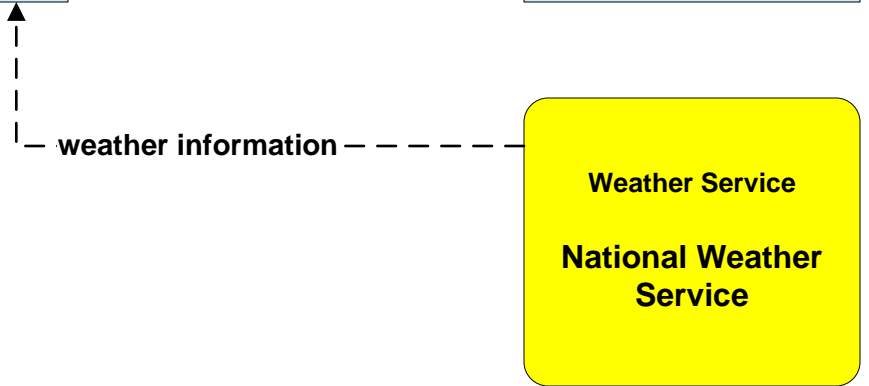 weather information
Weather Service
National Weather
Service